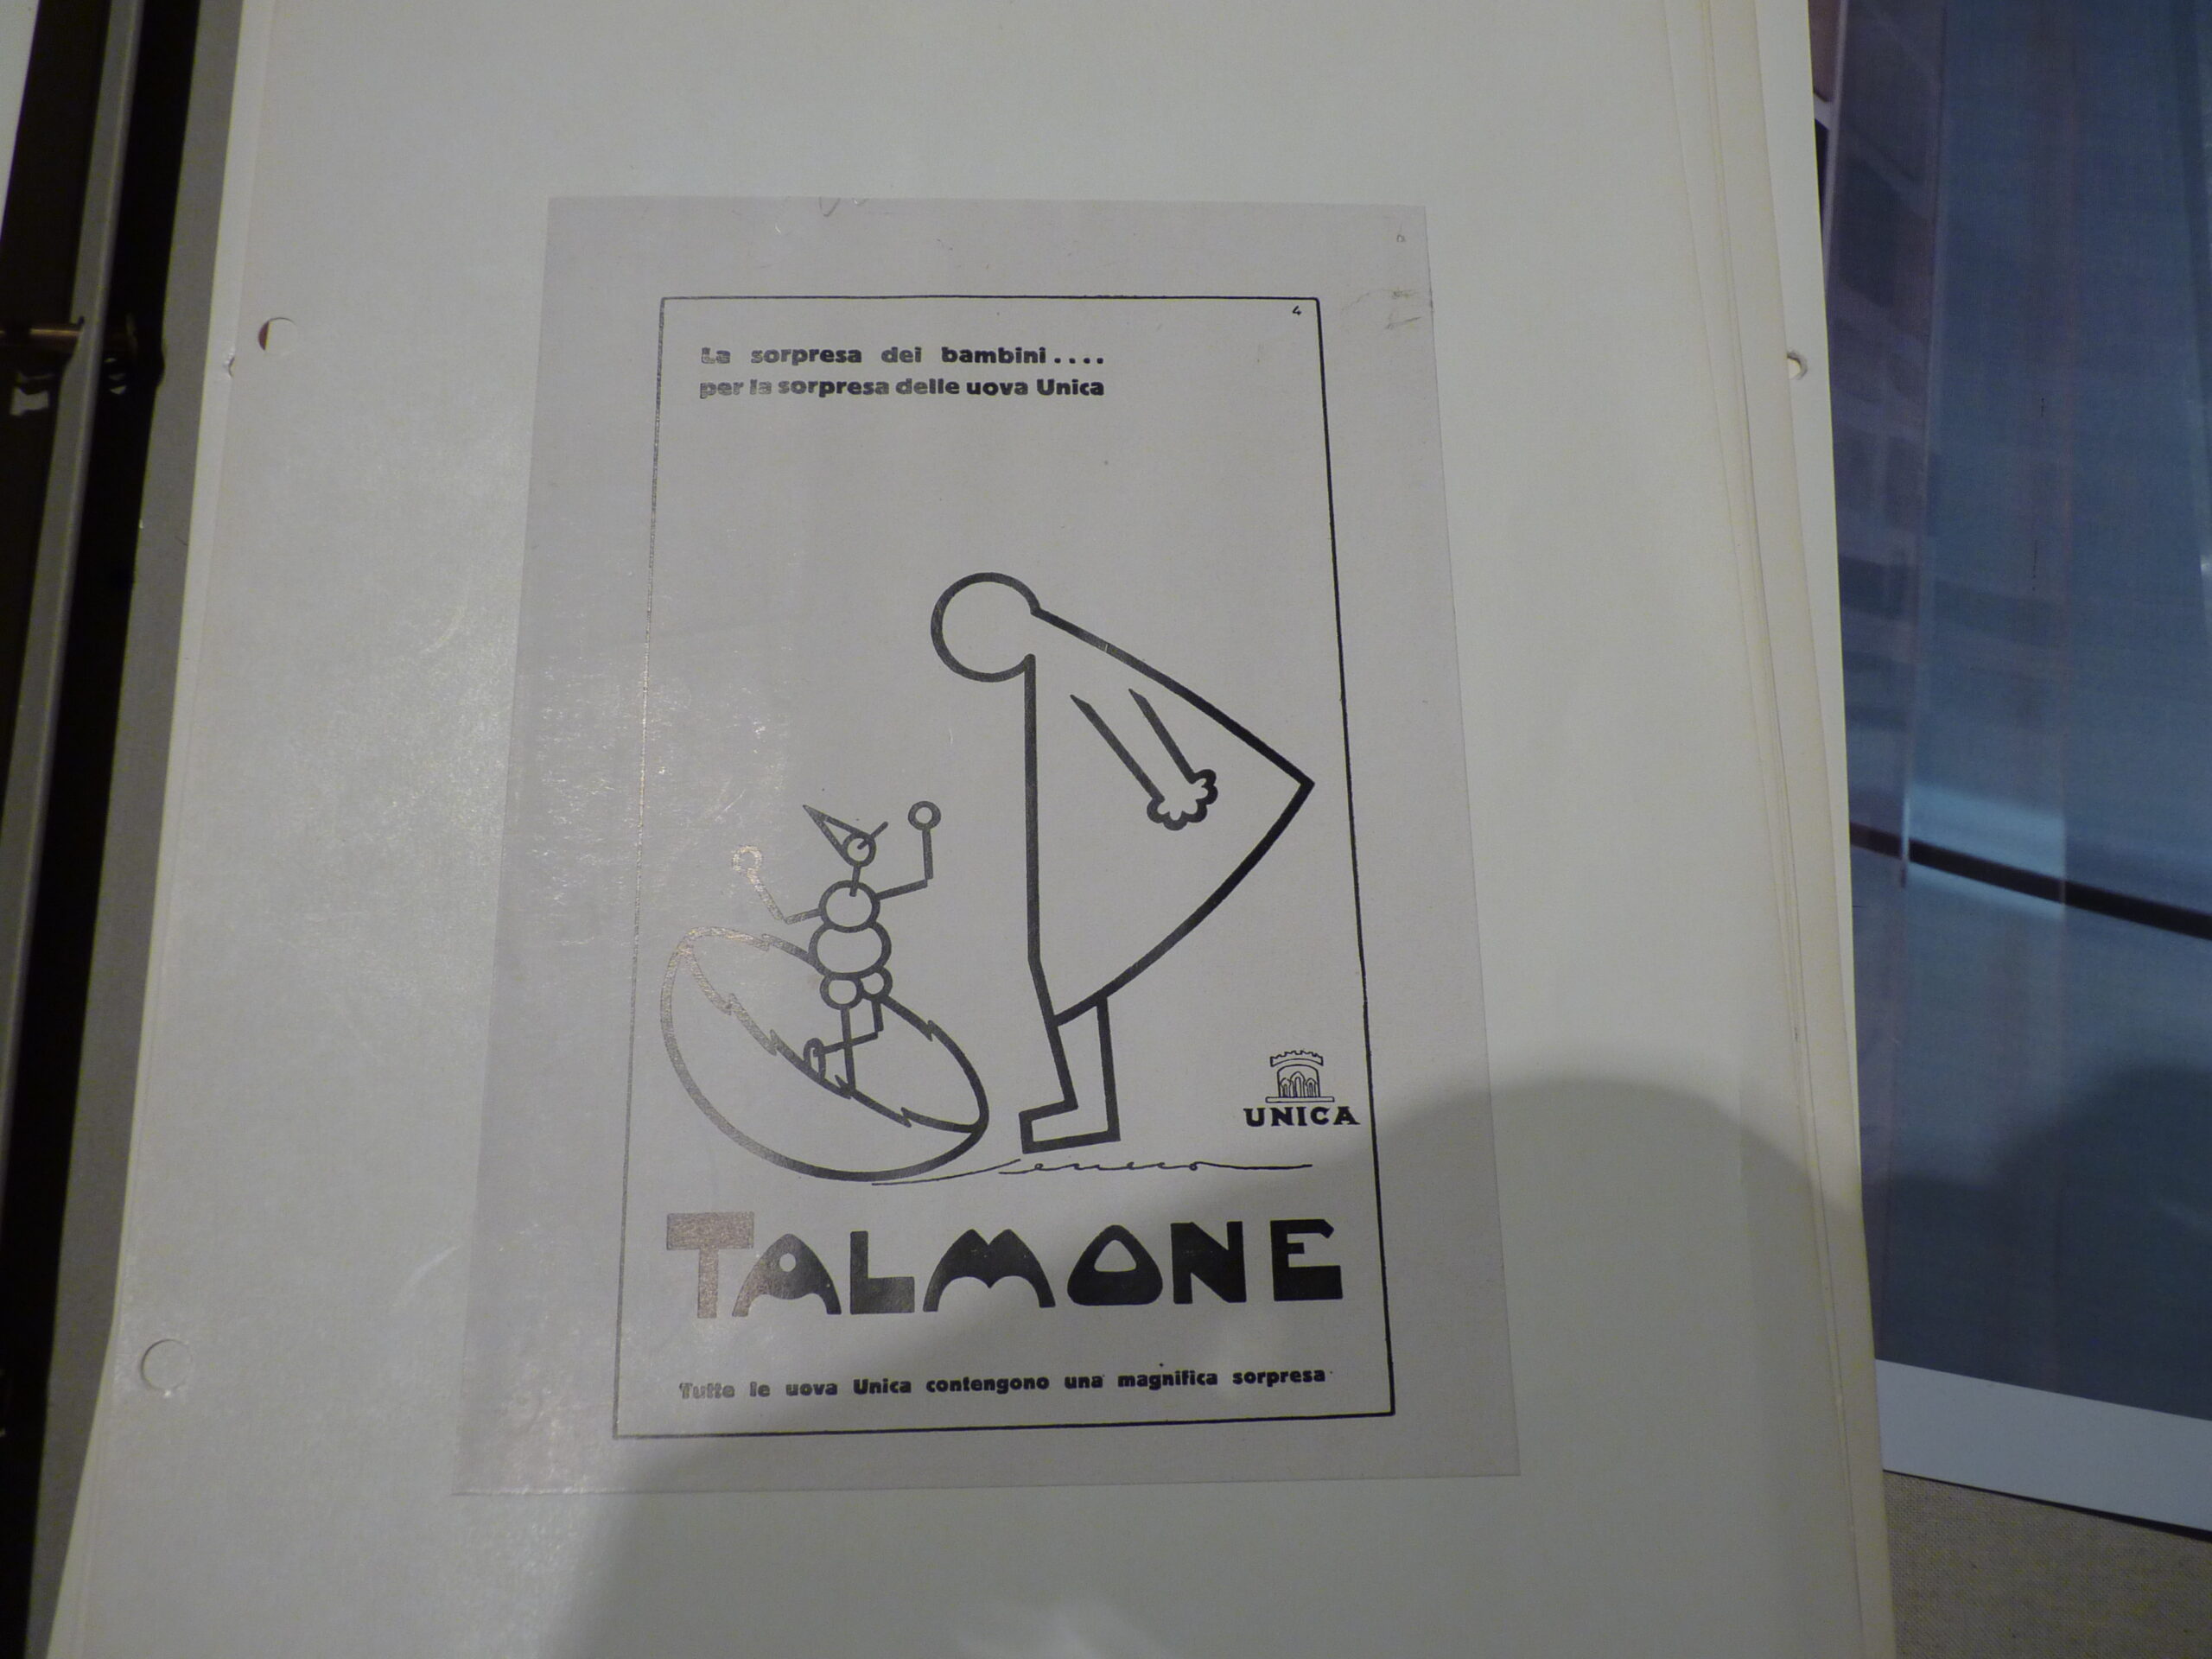 4
La sorpresa dei bambini....
per la sorpresa delle uova Unica
UNICA
Seneca
TALMONE
Tutte le uova Unica contengono una magnifica sorpresa